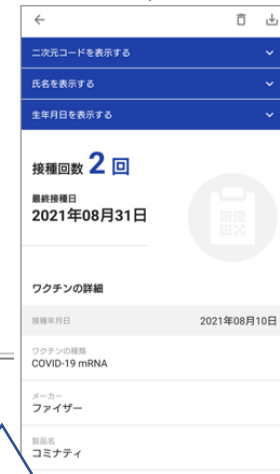 二次元コードを表示する
氏名を表示する
生年月日を表示する
接種回数 2 回
最終接種日
2021年08月31日
ワクチンの詳細
接種年月日 2021年08月10日
ワクチンの種類
COVID-19 mRNA
メーカー
ファイザー
製品名
コミナティ